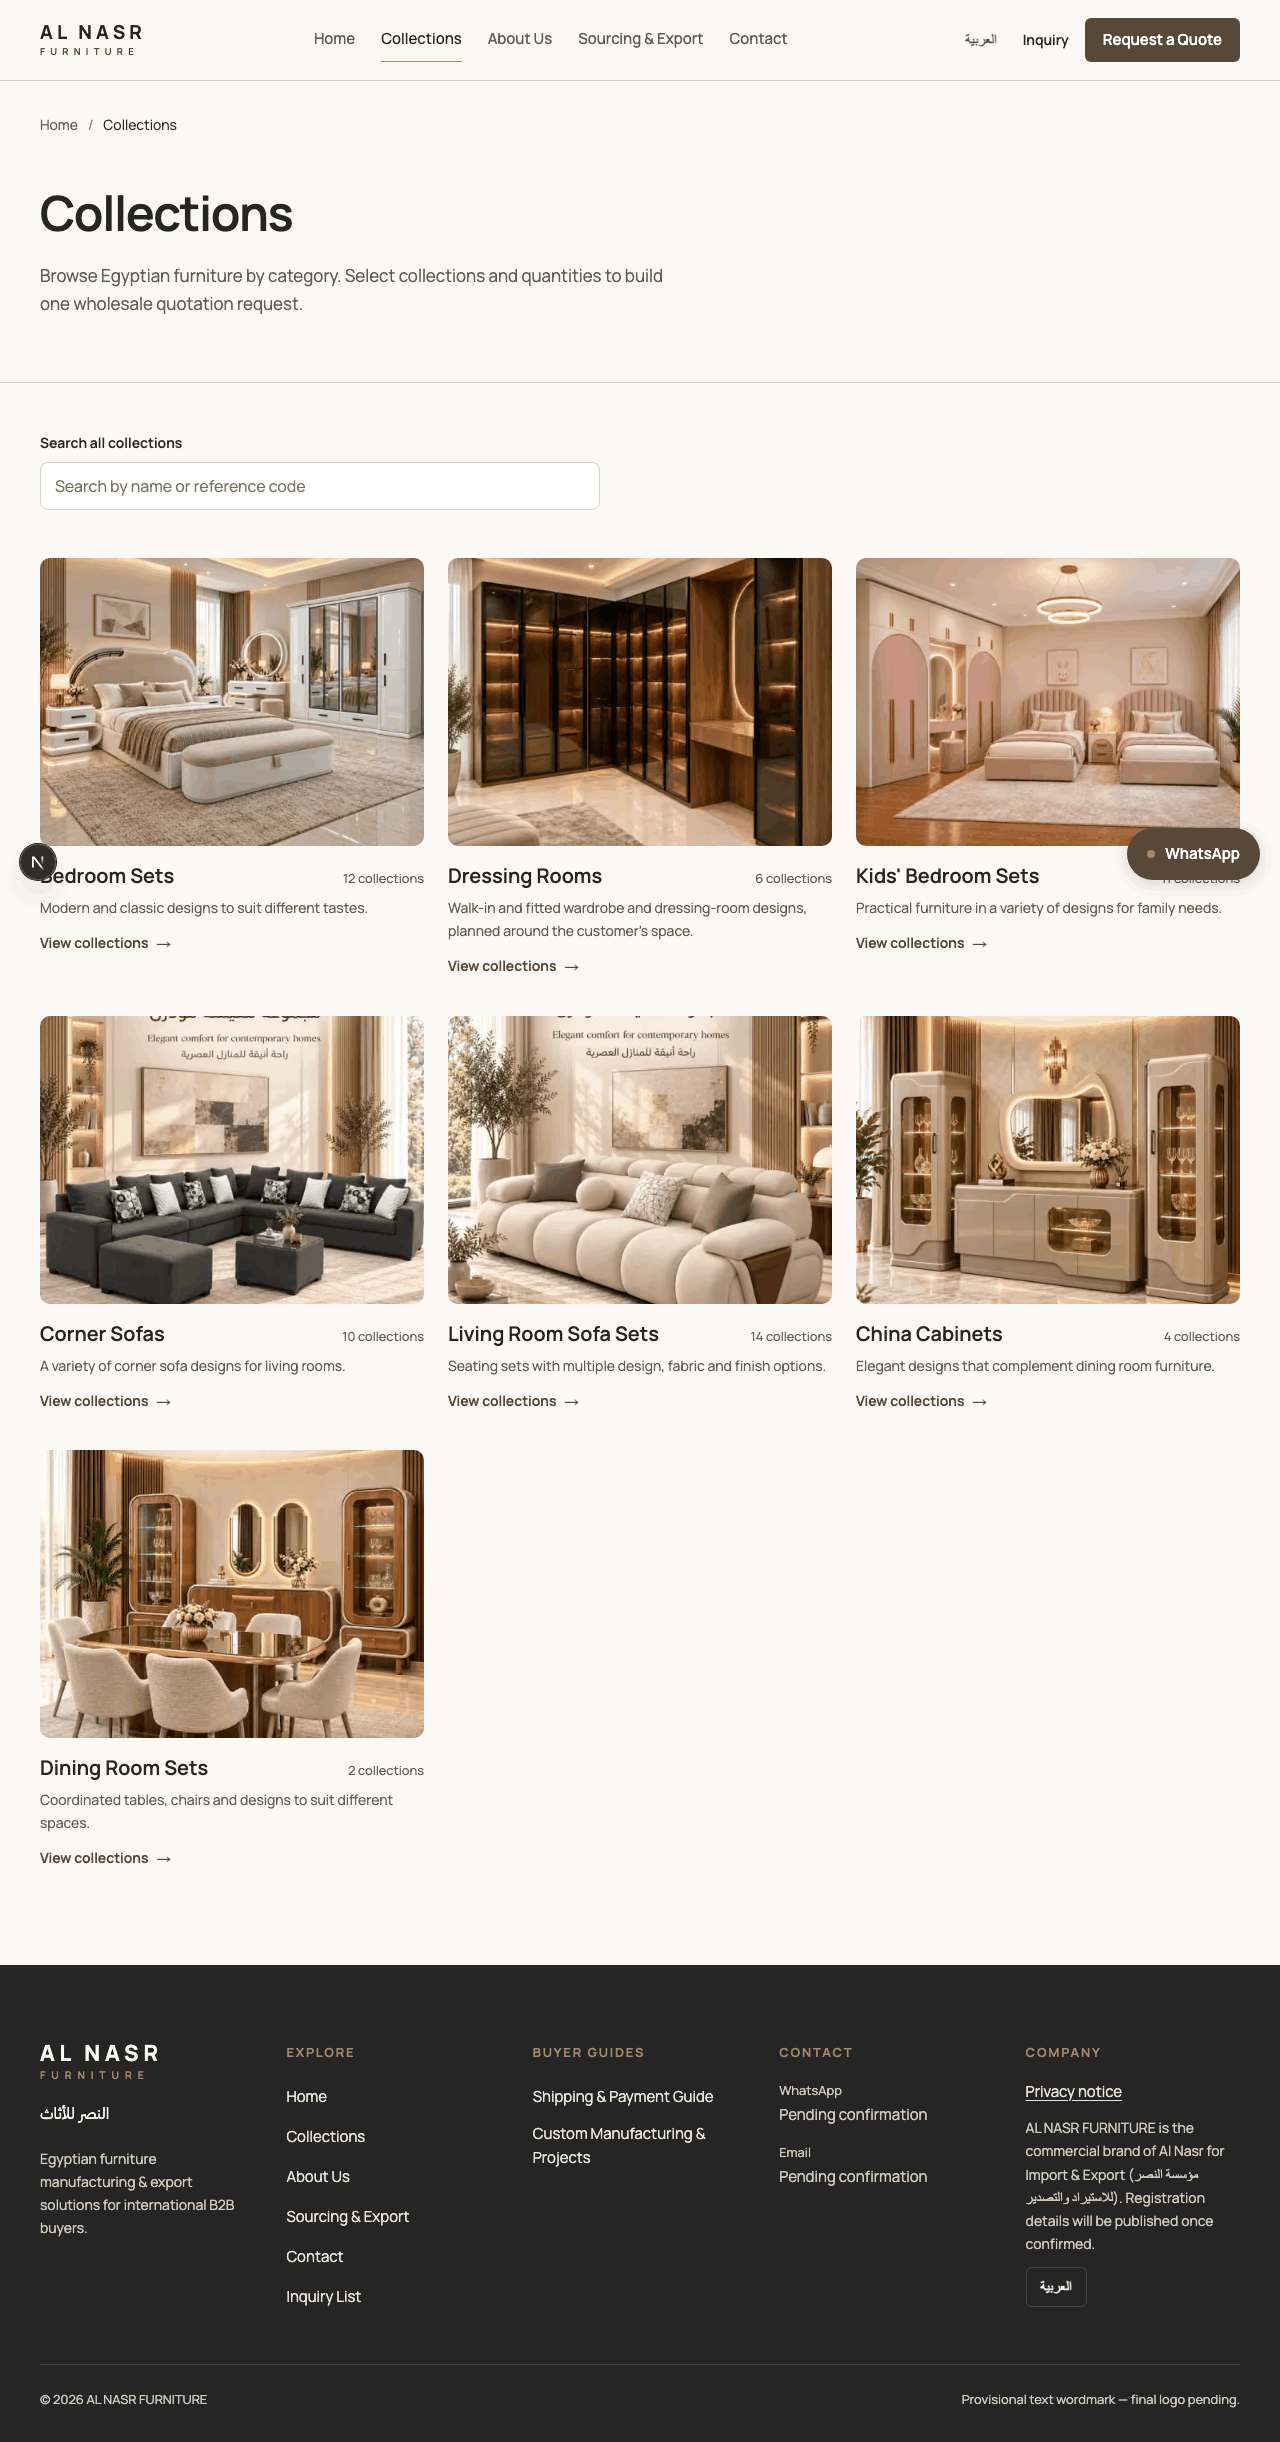 AL NASR
FURNITURE
Home
Collections
About Us
Sourcing & Export
Contact
العربية
Inquiry
Request a Quote
Home / Collections
Collections
Browse Egyptian furniture by category. Select collections and quantities to build
one wholesale quotation request.
Search all collections
Search by name or reference code
N
WhatsApp
Bedroom Sets
12 collections
Modern and classic designs to suit different tastes.
View collections →
Dressing Rooms
6 collections
Walk-in and fitted wardrobe and dressing-room designs,
planned around the customer's space.
View collections →
Kids' Bedroom Sets
Practical furniture in a variety of designs for family needs.
View collections →
Elegant comfort for contemporary homes
راحة أنيقة للمنازل العصرية
Corner Sofas
10 collections
A variety of corner sofa designs for living rooms.
View collections →
Elegant comfort for contemporary homes
راحة أنيقة للمنازل العصرية
Living Room Sofa Sets
14 collections
Seating sets with multiple design, fabric and finish options.
View collections →
China Cabinets
4 collections
Elegant designs that complement dining room furniture.
View collections →
Dining Room Sets
2 collections
Coordinated tables, chairs and designs to suit different
spaces.
View collections →
AL NASR
FURNITURE
النصر للأثاث
Egyptian furniture
manufacturing & export
solutions for international B2B
buyers.
EXPLORE
Home
Collections
About Us
Sourcing & Export
Contact
Inquiry List
BUYER GUIDES
Shipping & Payment Guide
Custom Manufacturing &
Projects
CONTACT
WhatsApp
Pending confirmation
Email
Pending confirmation
COMPANY
Privacy notice
AL NASR FURNITURE is the
commercial brand of Al Nasr for
Import & Export (مؤسسة النصر
للاستيراد والتصدير). Registration
details will be published once
confirmed.
العربية
© 2026 AL NASR FURNITURE
Provisional text wordmark — final logo pending.